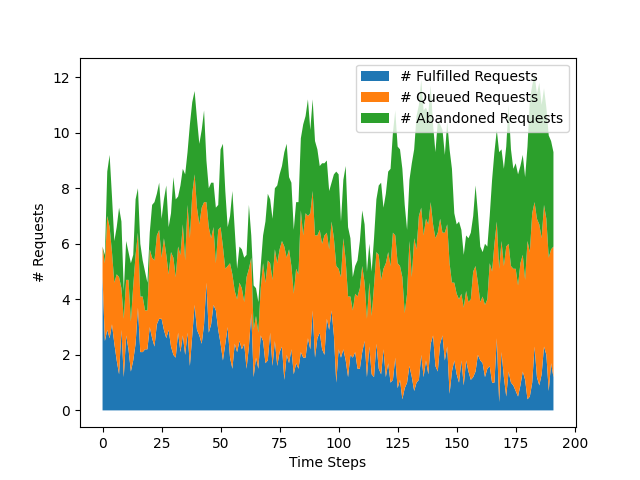 # Fulfilled Requests
# Queued Requests
# Abandoned Requests
12
10
8
6
4
2
0
# Requests
0 25 50 75 100 125 150 175 200
Time Steps